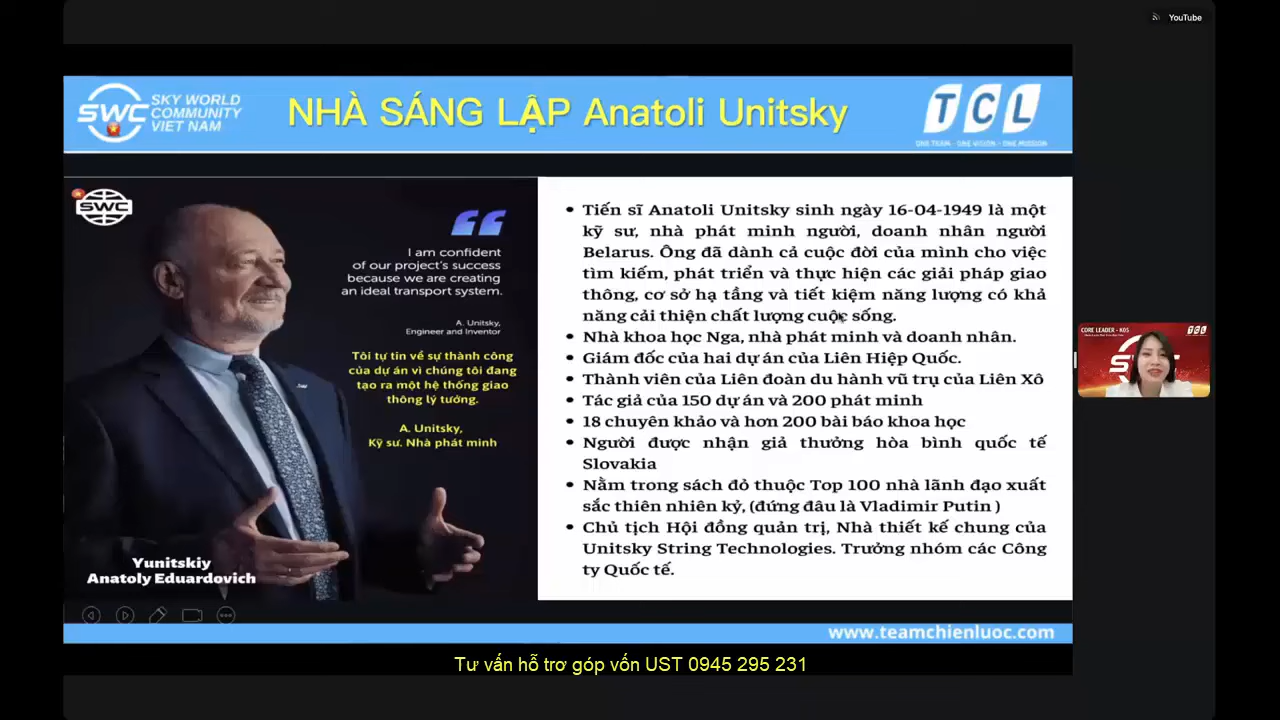 YouTube
SWC
SKY WORLD
COMMUNITY
VIET NAM
NHÀ SÁNG LẬP Anatoli Unitsky
TCL
ONE TEAM - ONE VISION - ONE MISSION
SWC
I am confident
of our project's success
because we are creating
an ideal transport system.
A. Unitsky,
Engineer and Inventor
Tôi tự tin về sự thành công
của dự án vì chúng tôi đang
tạo ra một hệ thống giao
thông lý tưởng.
A. Unitsky,
Kỹ sư. Nhà phát minh
Yunitskiy
Anatoly Eduardovich
• Tiến sĩ Anatoli Unitsky sinh ngày 16-04-1949 là một
kỹ sư, nhà phát minh người, doanh nhân người
Belarus. Ông đã dành cả cuộc đời của mình cho việc
tìm kiếm, phát triển và thực hiện các giải pháp giao
thông, cơ sở hạ tầng và tiết kiệm năng lượng có khả
năng cải thiện chất lượng cuộc sống.
• Nhà khoa học Nga, nhà phát minh và doanh nhân.
• Giám đốc của hai dự án của Liên Hiệp Quốc.
• Thành viên của Liên đoàn du hành vũ trụ của Liên Xô
• Tác giả của 150 dự án và 200 phát minh
• 18 chuyên khảo và hơn 200 bài báo khoa học
• Người được nhận giả thưởng hòa bình quốc tế
Slovakia
• Nằm trong sách đỏ thuộc Top 100 nhà lãnh đạo xuất
sắc thiên nhiên kỷ, (đứng đâu là Vladimir Putin )
• Chủ tịch Hội đồng quản trị, Nhà thiết kế chung của
Unitsky String Technologies. Trưởng nhóm các Công
ty Quốc tế.
CORE LEADER - K05
TCL
www.teamchienluoc.com
Tư vấn hỗ trơ góp vốn UST 0945 295 231